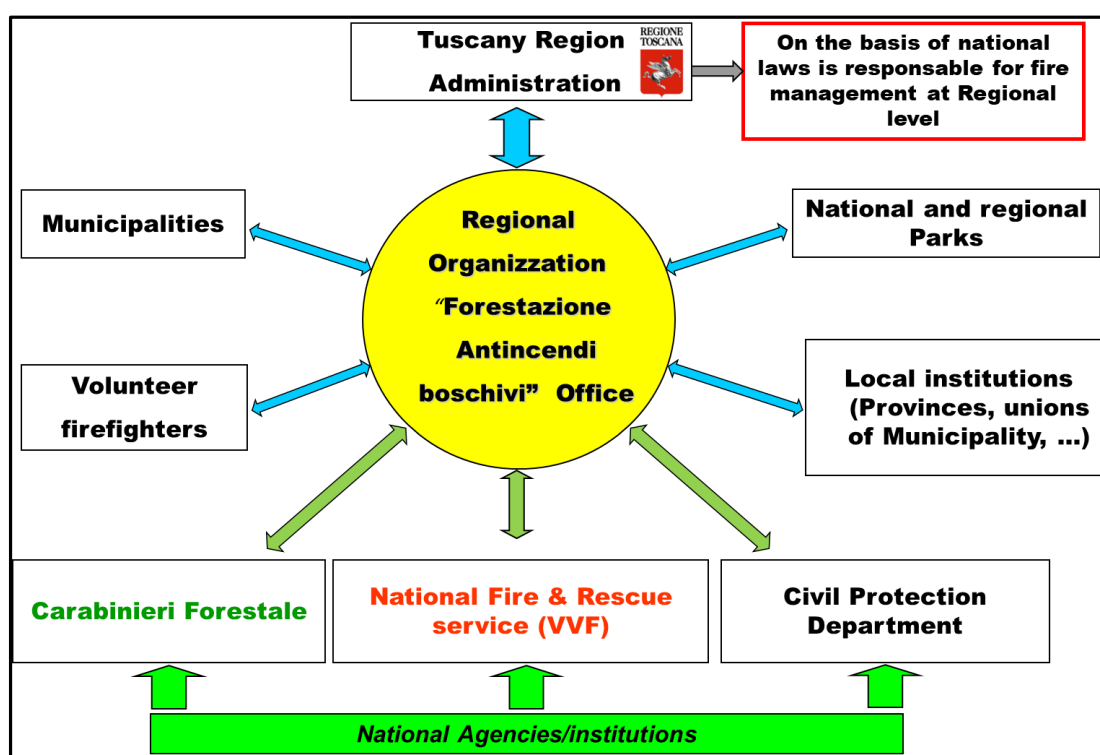 Tuscany Region
Administration
REGIONE
TOSCANA
On the basis of national
laws is responsable for fire
management at Regional
level
Municipalities
Regional
Organizzation
“Forestazione
Antincendi
boschivi” Office
National and regional
Parks
Volunteer
firefighters
Local institutions
(Provinces, unions
of Municipality, ...)
Carabinieri Forestale
National Fire & Rescue
service (VVF)
Civil Protection
Department
National Agencies/institutions